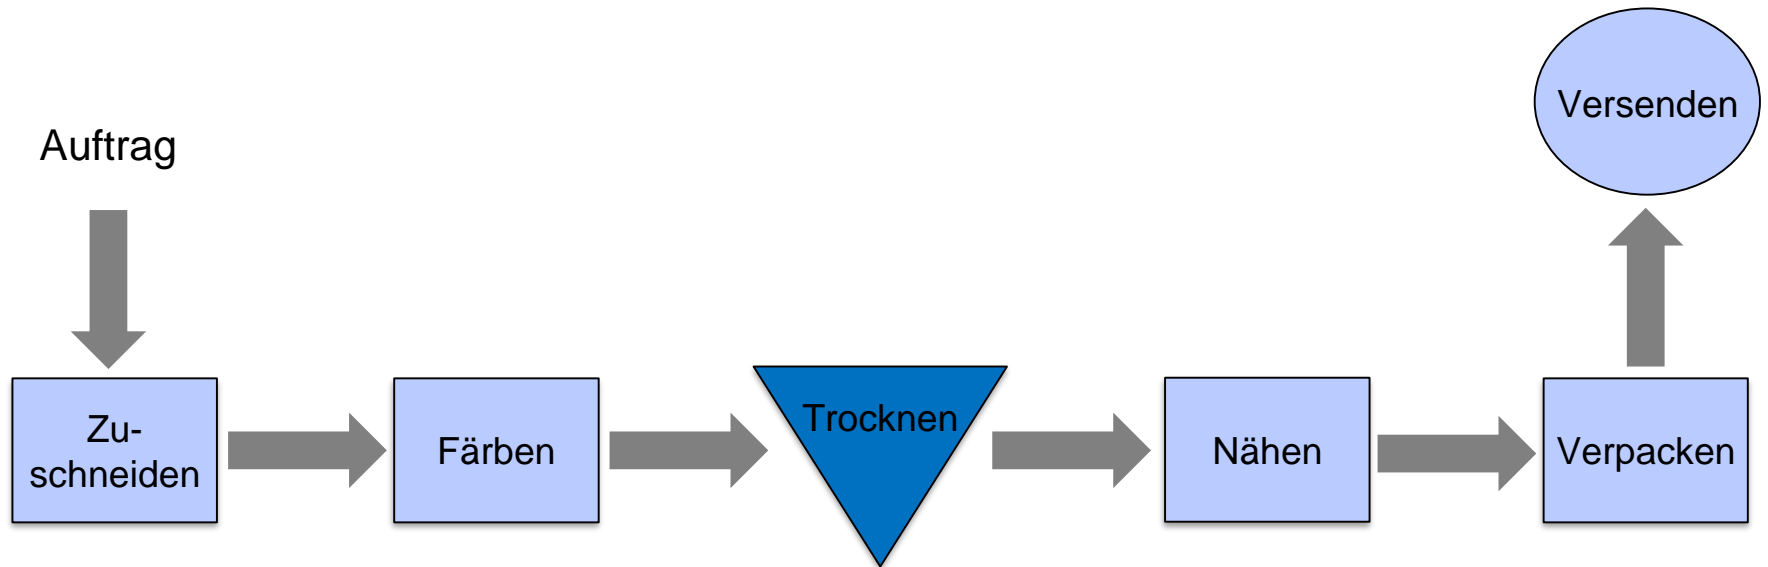 Auftrag
Zu-
schneiden
Färben
Trocknen
Nähen
Verpacken
Versenden